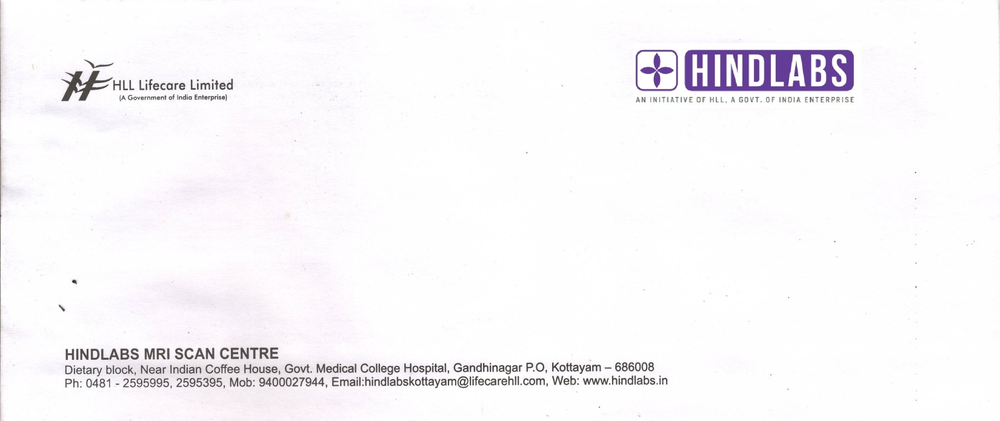 HLL Lifecare Limited
(A Government of India Enterprise)
HINDLABS
AN INITIATIVE OF HLL, A GOVT. OF INDIA ENTERPRISE
HINDLABS MRI SCAN CENTRE
Dietary block, Near Indian Coffee House, Govt. Medical College Hospital, Gandhinagar P.O, Kottayam – 686008
Ph: 0481 - 2595995, 2595395, Mob: 9400027944, Email:hindlabskottayam@lifecarehll.com, Web: www.hindlabs.in